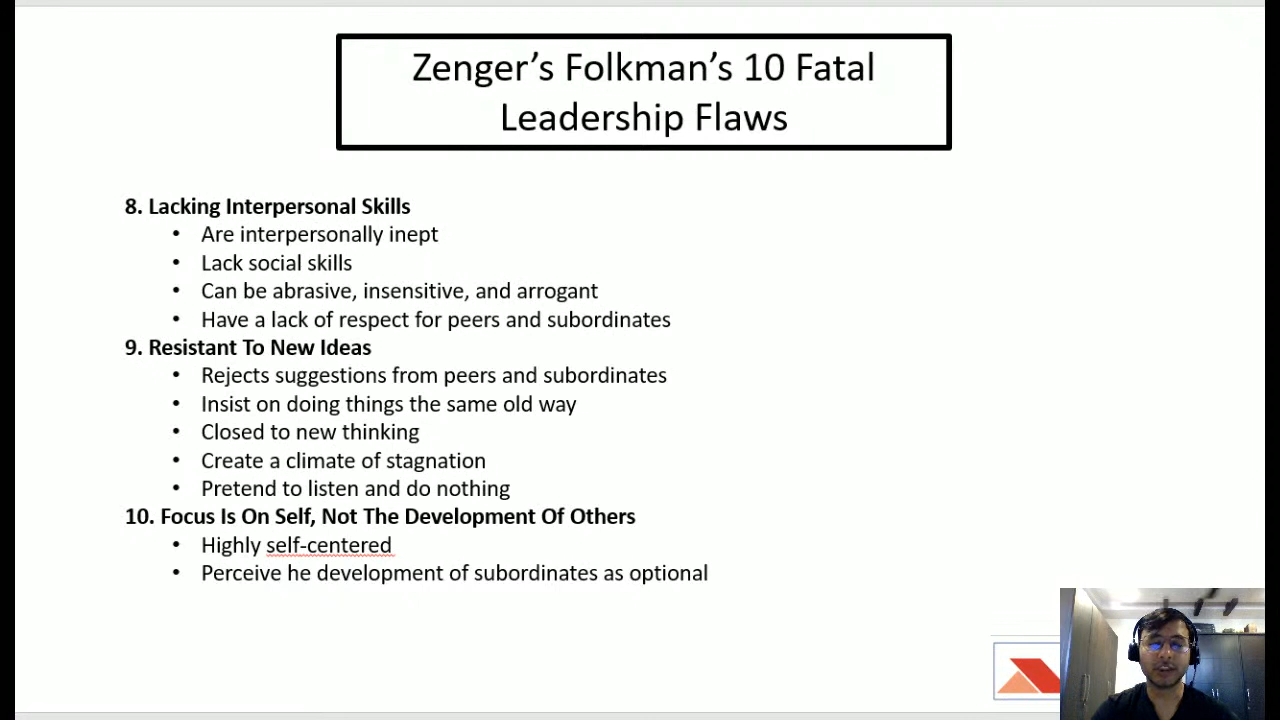 Zenger’s Folkman’s 10 Fatal
Leadership Flaws
8. Lacking Interpersonal Skills
• Are interpersonally inept
• Lack social skills
• Can be abrasive, insensitive, and arrogant
• Have a lack of respect for peers and subordinates
9. Resistant To New Ideas
• Rejects suggestions from peers and subordinates
• Insist on doing things the same old way
• Closed to new thinking
• Create a climate of stagnation
• Pretend to listen and do nothing
10. Focus Is On Self, Not The Development Of Others
• Highly self-centered
• Perceive he development of subordinates as optional